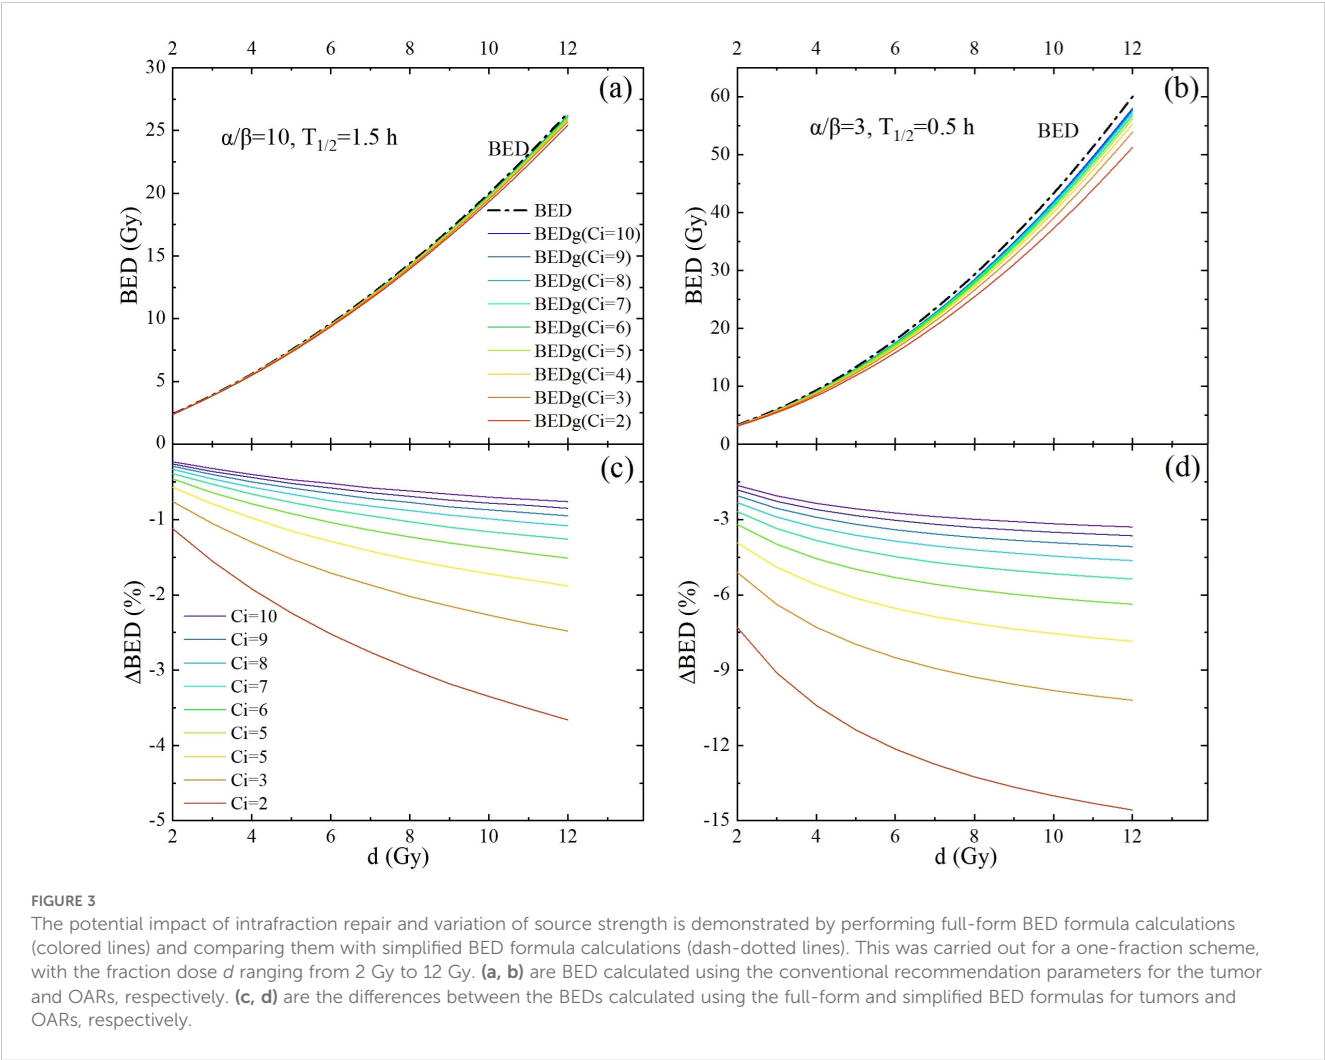 2 4 6 8 10 12
30
25
20
15
10
5
0
BED (Gy)
(a)
α/β=10, T1/2=1.5 h
BED
BED
BEDg(Ci=10)
BEDg(Ci=9)
BEDg(Ci=8)
BEDg(Ci=7)
BEDg(Ci=6)
BEDg(Ci=5)
BEDg(Ci=4)
BEDg(Ci=3)
BEDg(Ci=2)
2 4 6 8 10 12
60
50
40
30
20
10
0
BED (Gy)
(b)
α/β=3, T1/2=0.5 h
BED
(c)
-1
-2
-3
-4
-5
ΔBED (%)
Ci=10
Ci=9
Ci=8
Ci=7
Ci=6
Ci=5
Ci=5
Ci=3
Ci=2
2 4 6 8 10 12
d (Gy)
(d)
-3
-6
-9
-12
-15
ΔBED (%)
2 4 6 8 10 12
d (Gy)
FIGURE 3
The potential impact of intrafraction repair and variation of source strength is demonstrated by performing full-form BED formula calculations
(colored lines) and comparing them with simplified BED formula calculations (dash-dotted lines). This was carried out for a one-fraction scheme,
with the fraction dose d ranging from 2 Gy to 12 Gy. (a, b) are BED calculated using the conventional recommendation parameters for the tumor
and OARs, respectively. (c, d) are the differences between the BEDs calculated using the full-form and simplified BED formulas for tumors and
OARs, respectively.